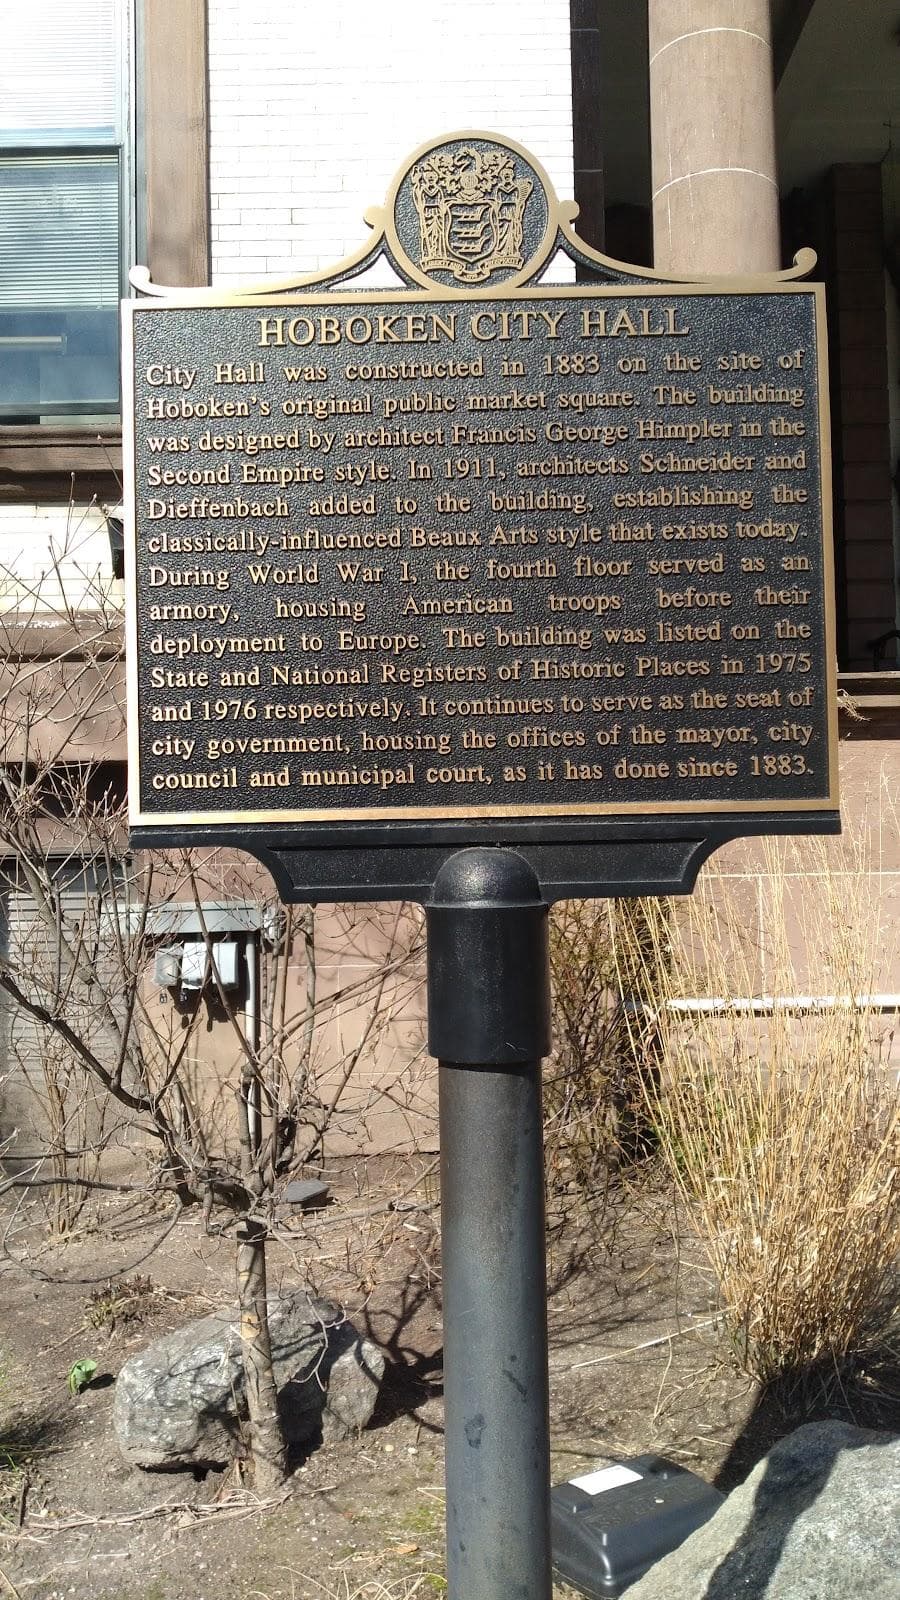 HOBOKEN CITY HALL
City Hall was constructed in 1883 on the site of
Hoboken's original public market square. The building
was designed by architect Francis George Himpler in the
Second Empire style. In 1911, architects Schneider and
Dieffenbach added to the building, establishing the
classically-influenced Beaux Arts style that exists today.
During World War I, the fourth floor served as an
armory, housing American troops before their
deployment to Europe. The building was listed on the
State and National Registers of Historic Places in 1975
and 1976 respectively. It continues to serve as the seat of
city government, housing the offices of the mayor, city
council and municipal court, as it has done since 1883.